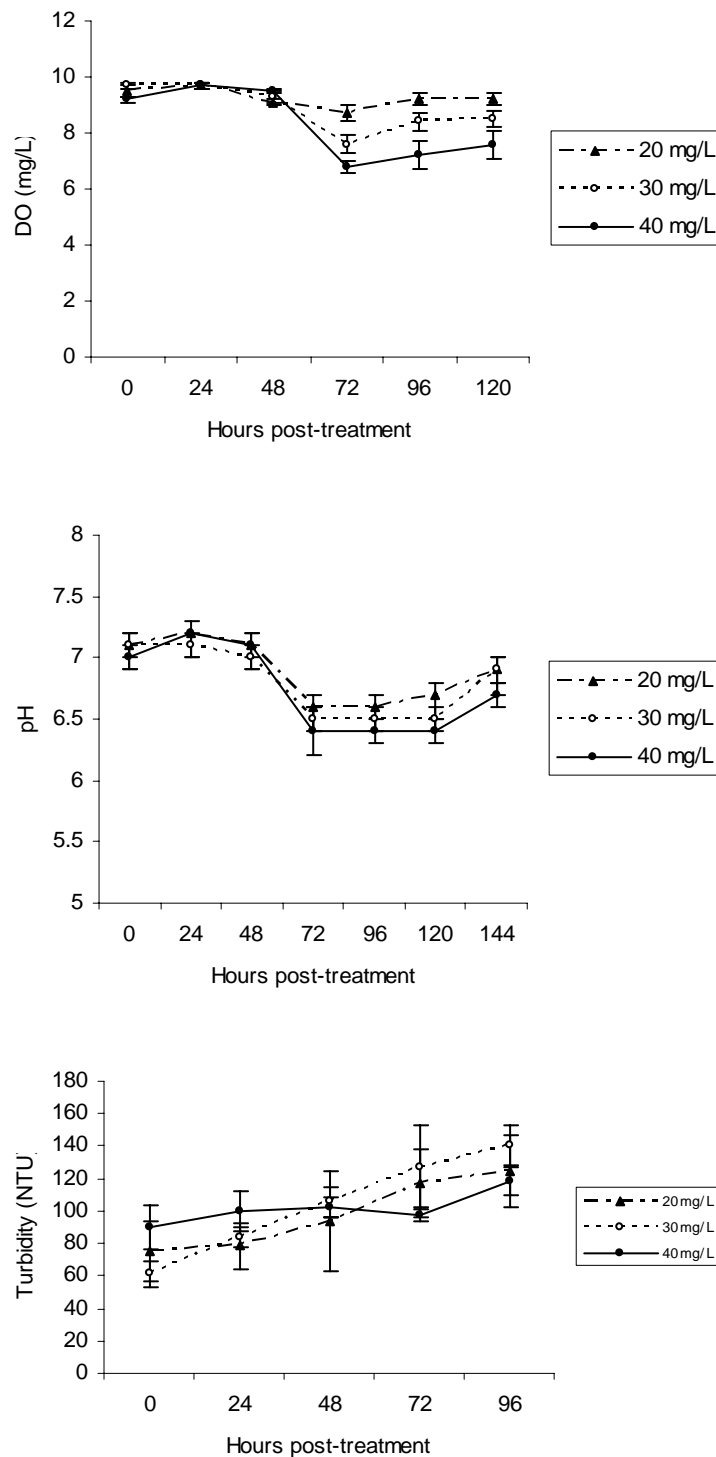 12
10
8
6
4
2
0
DO (mg/L)
0 24 48 72 96 120
Hours post-treatment
20 mg/L
30 mg/L
40 mg/L
8
7.5
7
6.5
6
5.5
5
pH
0 24 48 72 96 120 144
Hours post-treatment
20 mg/L
30 mg/L
40 mg/L
180
160
140
120
100
80
60
40
20
0
Turbidity (NTU)
0 24 48 72 96
Hours post-treatment
20 mg/L
30 mg/L
40 mg/L